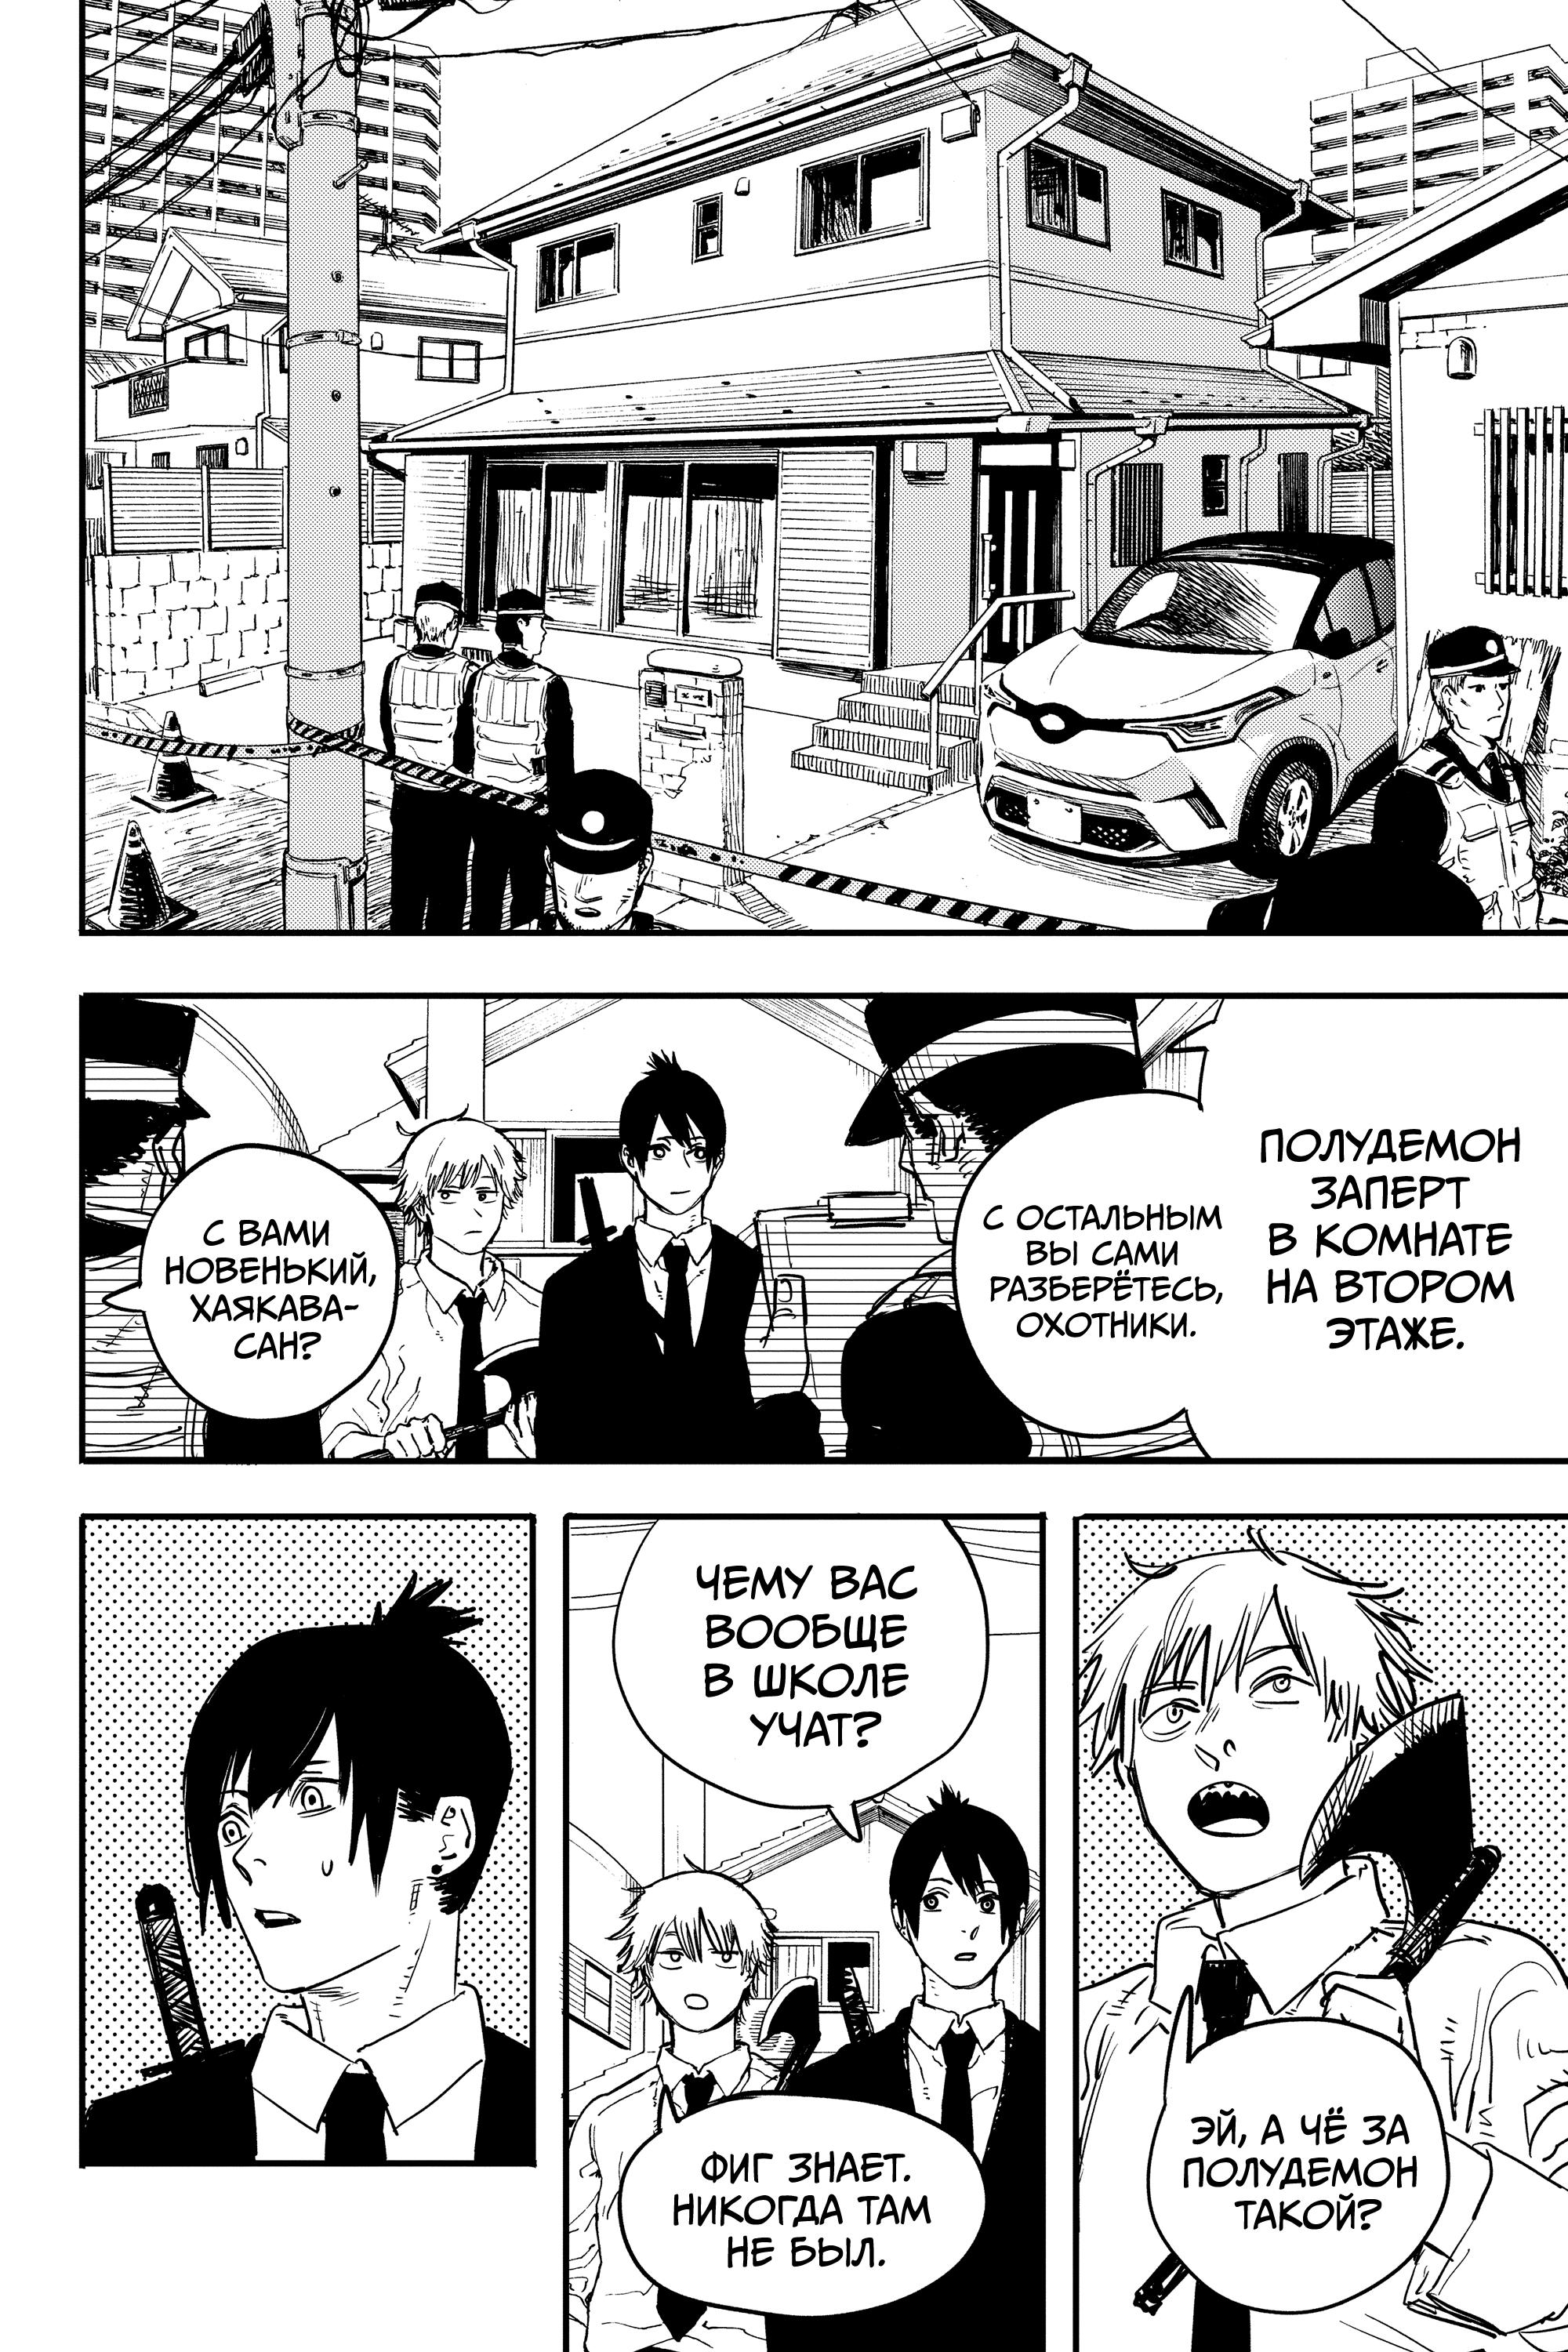 ПОЛУДЕМОН
ЗАПЕРТ
В КОМНАТЕ
НА ВТОРОМ
ЭТАЖЕ.
С ОСТАЛЬНЫМ
ВЫ САМИ
РАЗБЕРЁТЕСЬ,
ОХОТНИКИ.
С ВАМИ
НОВЕНЬКИЙ,
ХАЯКАВА-
САН?
ЭЙ, А ЧЁ ЗА
ПОЛУДЕМОН
ТАКОЙ?
ЧЕМУ ВАС
ВООБЩЕ
В ШКОЛЕ
УЧАТ?
ФИГ ЗНАЕТ.
НИКОГДА ТАМ
НЕ БЫЛ.